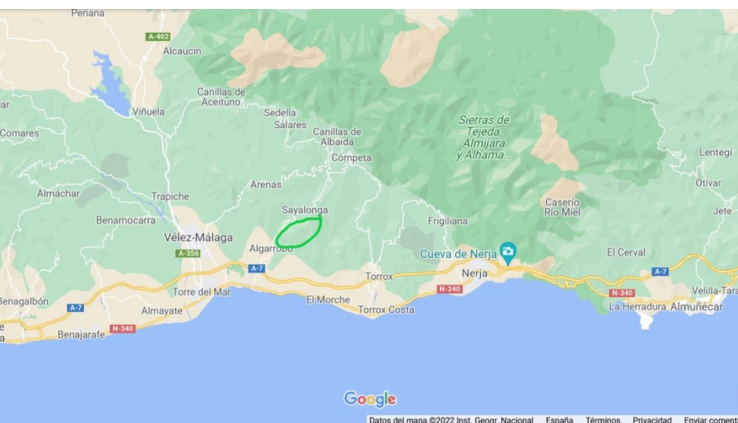 Periana
A-402
Alcaucin
Canillas de
Aceituno
Viñuela
Sedella
Salares
Canillas de
Albaida
Sierras de
Tejeda,
Almijara
y Alhama...
Comares
Cómpeta
Lentegí
Arenas
Otívar
Almáchar
Trapiche
Caserío
Río Miel
Sayalonga
Jete
Benamocarra
Frigiliana
Vélez-Málaga
Algarrobo
A-356
Cueva de Nerja
El Cerval
A-7
Torrox
Nerja
A-7
Torre del Mar
N-340
N-340
Velilla-Tara
Benagalbón
El Morche
A-7
Almayate
Torrox Costa
La Herradura
Almuñécar
N-340
Benajarafe
Google
Datos del mapa ©2022 Inst. Geogr. Nacional España Términos Privacidad Enviar comenta